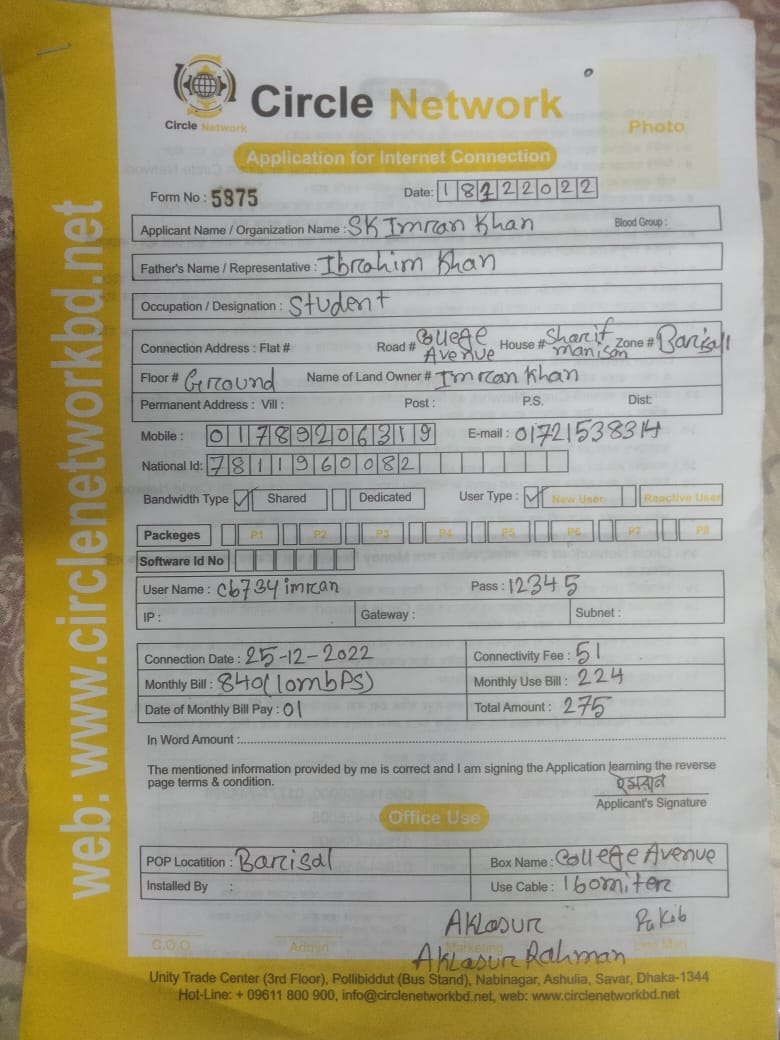 Circle Network
Circle Network
Photo
Application for Internet Connection
Form No : 5875
Date: 18122022
Applicant Name / Organization Name : SK Imran Khan Blood Group :
Father's Name / Representative : Ibrahim Khan
Occupation / Designation : Student
Connection Address : Flat # Road # College Avenue House # Sharif manison Zone # Barisal
Floor # Ground Name of Land Owner # Imran Khan
Permanent Address : Vill : Post : P.S. Dist:
Mobile : 01789206319 E-mail : 01721538314
National Id: 7811960082
Bandwidth Type ✓ Shared Dedicated User Type : ✓ New User Reactive User
Packeges P1 P2 P3 P4 P5 P6 P7 P8
Software Id No
User Name : cb734imran Pass : 12345
IP : Gateway : Subnet :
Connection Date : 25-12-2022 Connectivity Fee : 51
Monthly Bill : 840(10mbPS) Monthly Use Bill : 224
Date of Monthly Bill Pay : 01 Total Amount : 275
In Word Amount :
The mentioned information provided by me is correct and I am signing the Application learning the reverse
page terms & condition.
ইমরান
Applicant's Signature
Office Use
POP Locatition : Barisal Box Name : College Avenue
Installed By : Use Cable : 160miter
Aklasur Rakib
C.O.O Admin Marketing Line Man
Aklasur Rahman
Unity Trade Center (3rd Floor), Pollibiddut (Bus Stand), Nabinagar, Ashulia, Savar, Dhaka-1344
Hot-Line: + 09611 800 900, info@circlenetworkbd.net, web: www.circlenetworkbd.net
web: www.circlenetworkbd.net